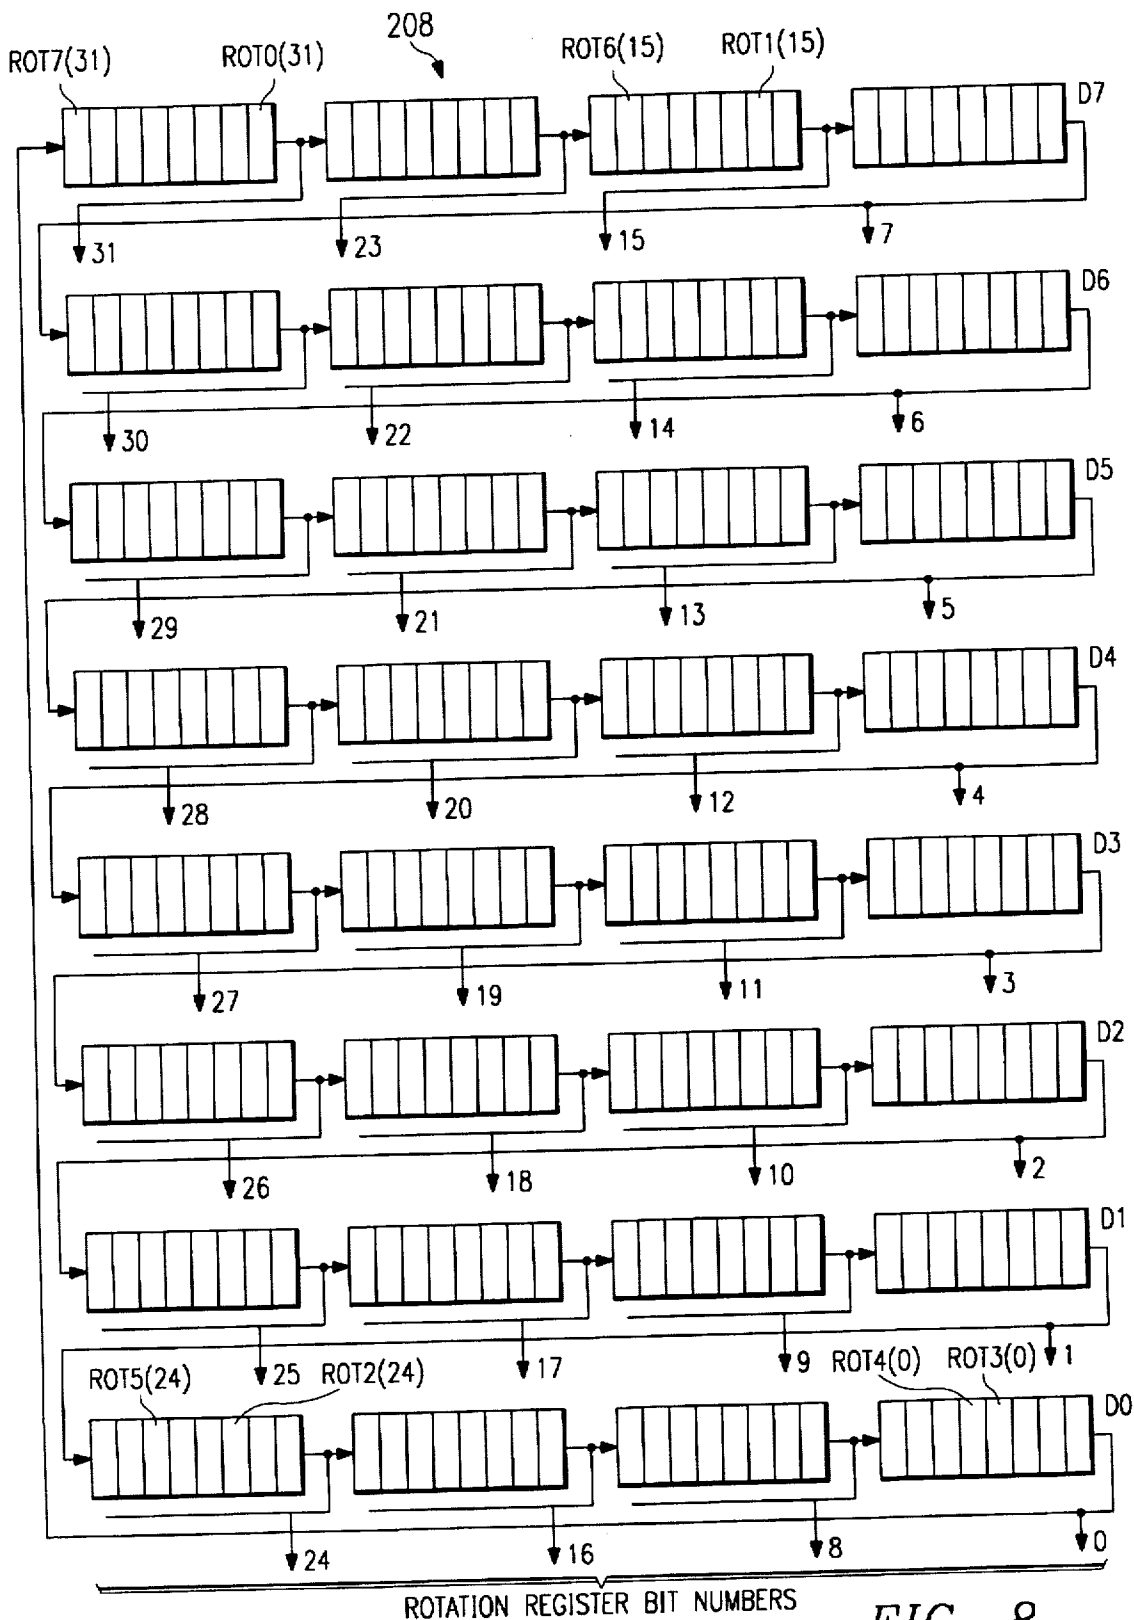 208
ROT7(31) ROT0(31) ROT6(15) ROT1(15)
D7
31 23 15 7
D6
30 22 14 6
D5
29 21 13 5
D4
28 20 12 4
D3
27 19 11 3
D2
26 18 10 2
D1
25 17 9 1
ROT5(24) ROT2(24) ROT4(0) ROT3(0)
D0
24 16 8 0
ROTATION REGISTER BIT NUMBERS
FIG. 8